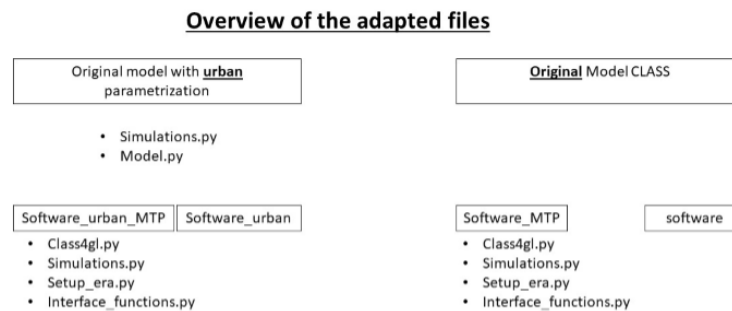 Overview of the adapted files
Original model with urban
parametrization
• Simulations.py
• Model.py
Software_urban_MTP
Software_urban
• Class4gl.py
• Simulations.py
• Setup_era.py
• Interface_functions.py
Original Model CLASS
Software_MTP
software
• Class4gl.py
• Simulations.py
• Setup_era.py
• Interface_functions.py